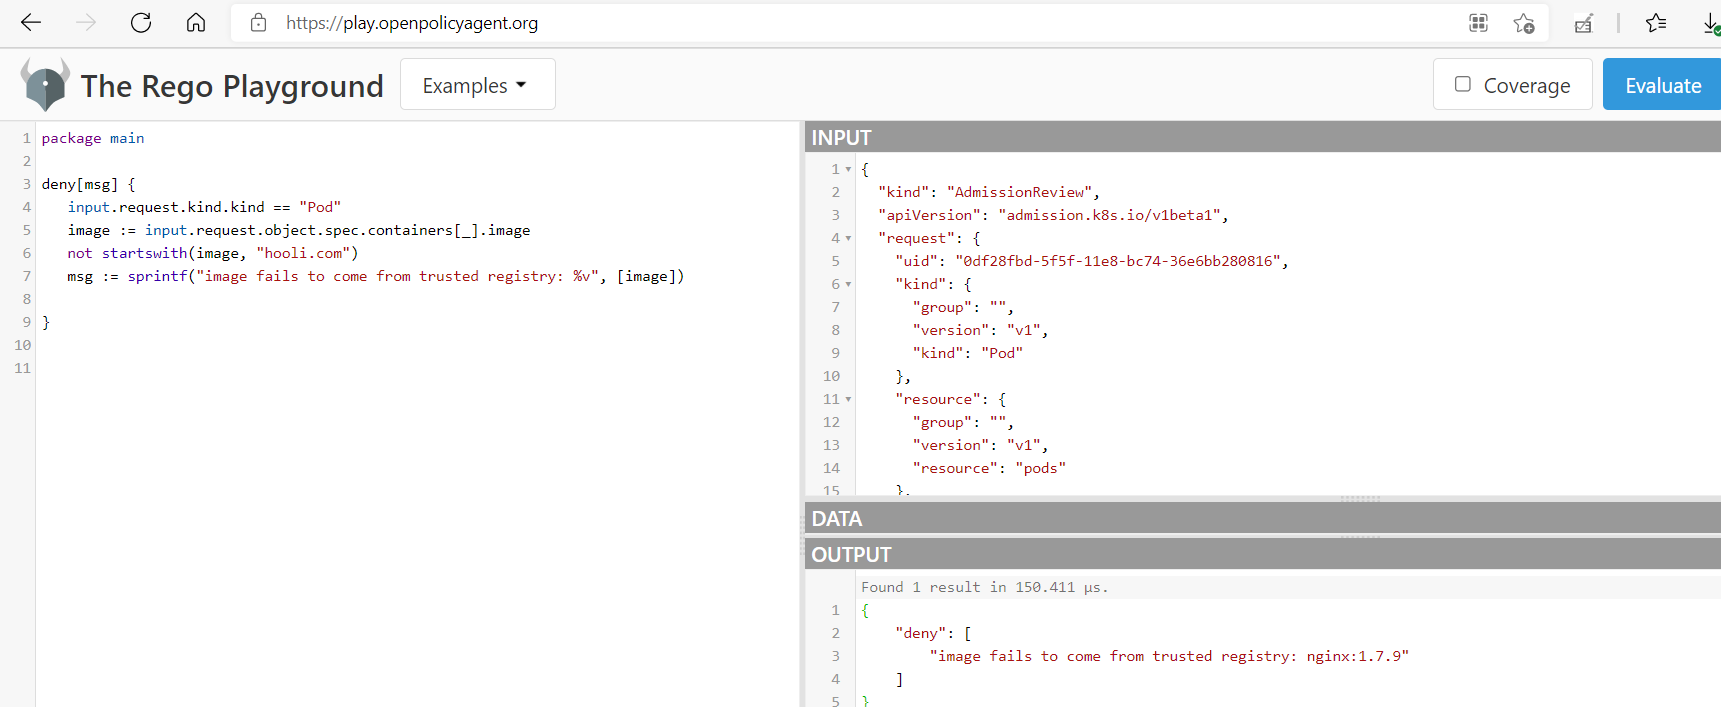 https://play.openpolicyagent.org
The Rego Playground
Examples
Coverage
Evaluate
1 package main
2
3 deny[msg] {
4 input.request.kind.kind == "Pod"
5 image := input.request.object.spec.containers[_].image
6 not startswith(image, "hooli.com")
7 msg := sprintf("image fails to come from trusted registry: %v", [image])
8
9 }
10
11
INPUT
1 {
2 "kind": "AdmissionReview",
3 "apiVersion": "admission.k8s.io/v1beta1",
4 "request": {
5 "uid": "0df28fbd-5f5f-11e8-bc74-36e6bb280816",
6 "kind": {
7 "group": "",
8 "version": "v1",
9 "kind": "Pod"
10 },
11 "resource": {
12 "group": "",
13 "version": "v1",
14 "resource": "pods"
15 },
DATA
OUTPUT
Found 1 result in 150.411 µs.
1 {
2 "deny": [
3 "image fails to come from trusted registry: nginx:1.7.9"
4 ]
5 }